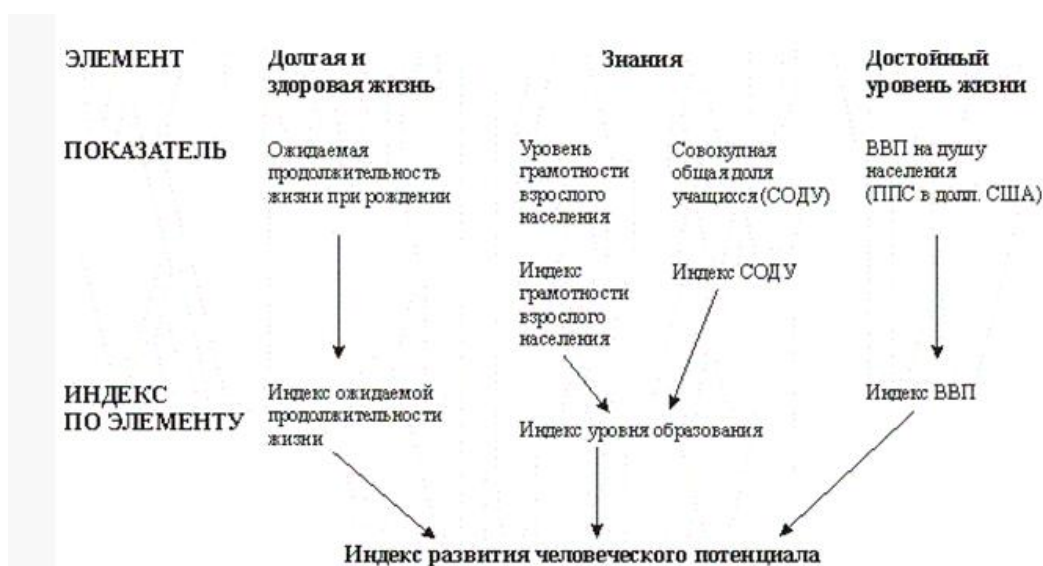 ЭЛЕМЕНТ
Долгая и
здоровая жизнь
Знания
Достойный
уровень жизни
ПОКАЗАТЕЛЬ
Ожидаемая
продолжительность
жизни при рождении
Уровень
грамотности
взрослого
населения
Совокупная
общая доля
учащихся (СОДУ)
ВВП на душу
населения
(ППС в долл. США)
Индекс
грамотности
взрослого
населения
Индекс СОДУ
ИНДЕКС
ПО ЭЛЕМЕНТУ
Индекс ожидаемой
продолжительности
жизни
Индекс уровня образования
Индекс ВВП
Индекс развития человеческого потенциала